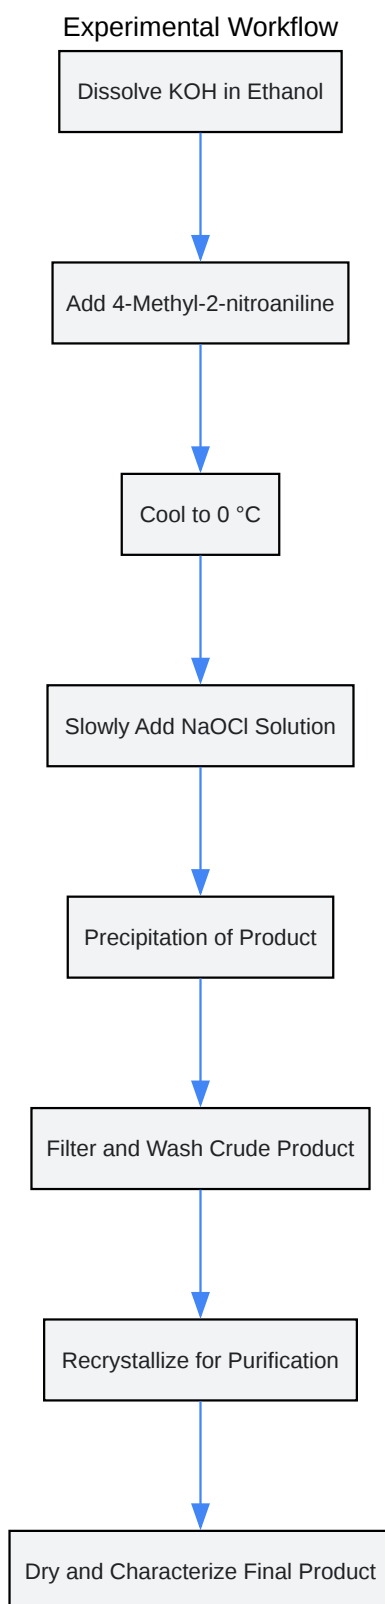 Experimental Workflow
Dissolve KOH in Ethanol
Add 4-Methyl-2-nitroaniline
Cool to 0 °C
Slowly Add NaOCl Solution
Precipitation of Product
Filter and Wash Crude Product
Recrystallize for Purification
Dry and Characterize Final Product